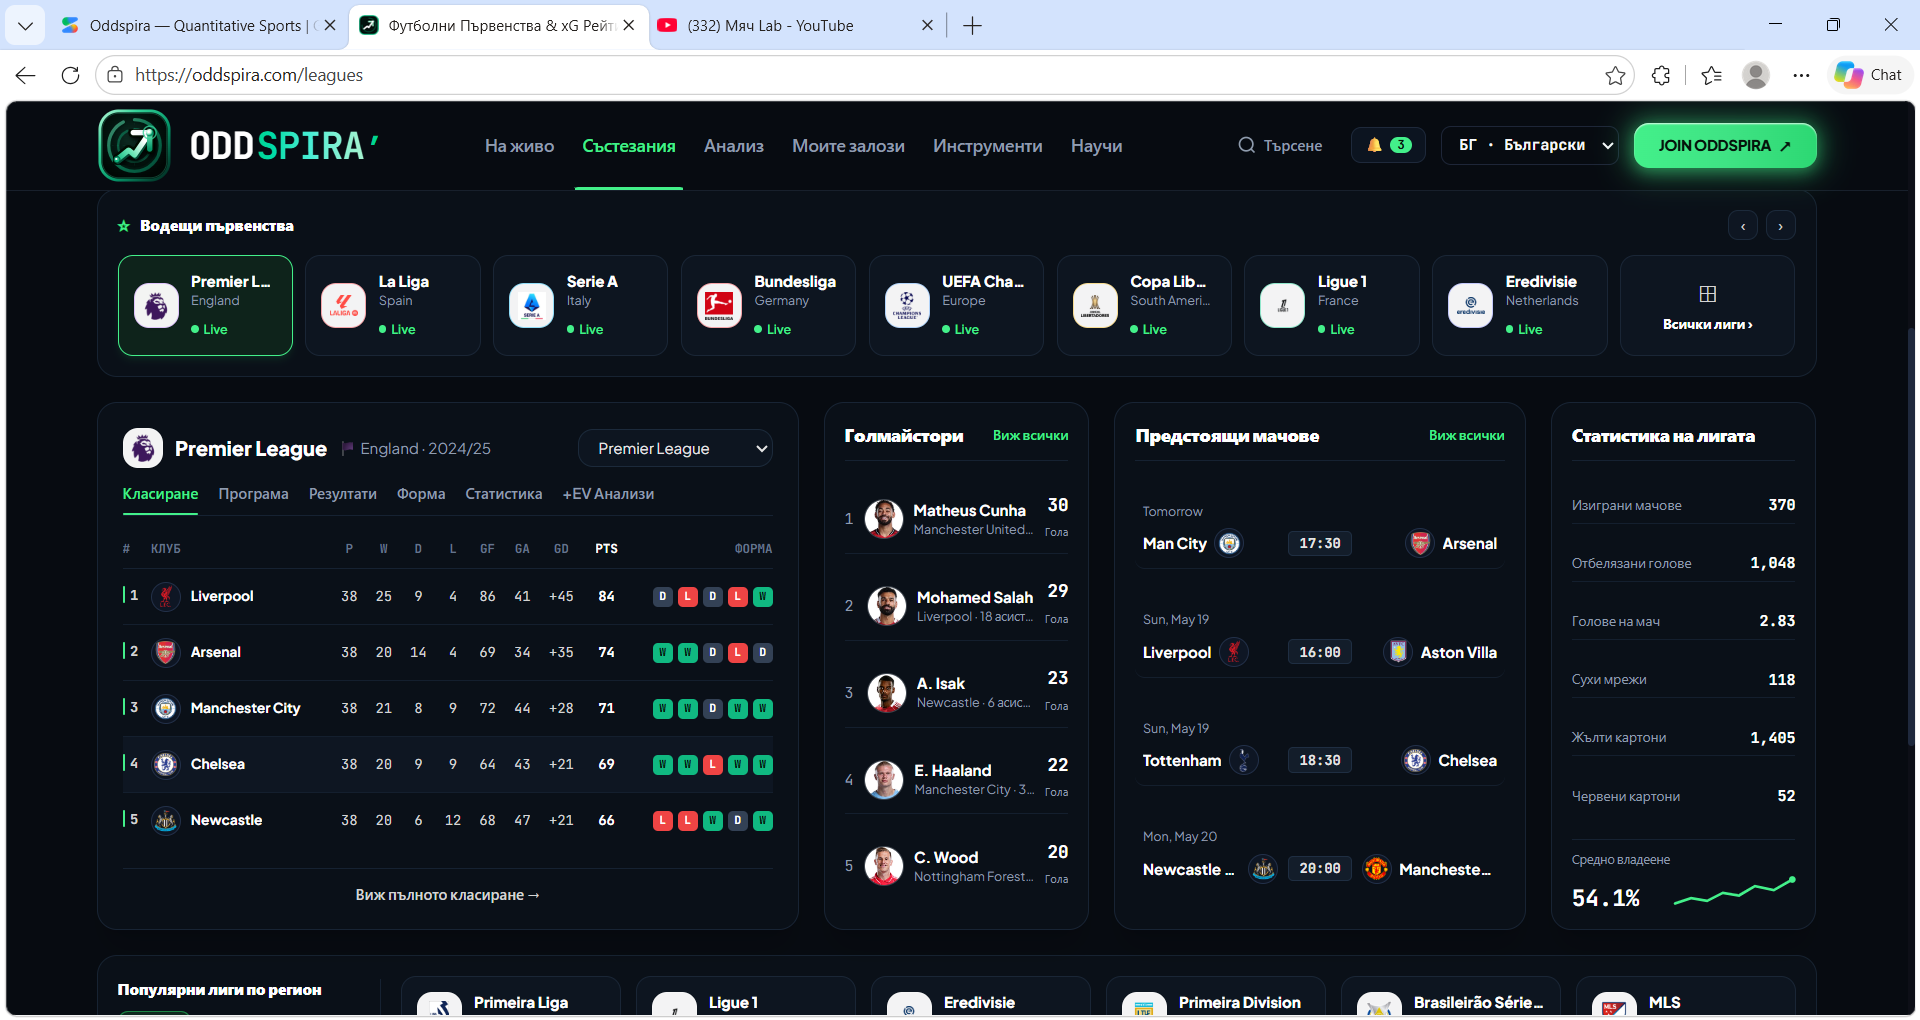 Oddspira — Quantitative Sports |
Футболни Първенства & xG Рейт
(332) Мяч Lab - YouTube
https://oddspira.com/leagues
Chat
ODDSPIRA’
На живо
Състезания
Анализ
Моите залози
Инструменти
Научи
Търсене
3
БГ · Български
JOIN ODDSPIRA ↗
Водещи първенства
‹ ›
Premier L...
England
Live
La Liga
Spain
Live
Serie A
Italy
Live
Bundesliga
Germany
Live
UEFA Cha...
Europe
Live
Copa Lib...
South Ameri...
Live
Ligue 1
France
Live
Eredivisie
Netherlands
Live
Всички лиги ›
Premier League England · 2024/25
Premier League
Класиране Програма Резултати Форма Статистика +EV Анализи
# КЛУБ P W D L GF GA GD PTS ФОРМА
1 Liverpool 38 25 9 4 86 41 +45 84 D L D L W
2 Arsenal 38 20 14 4 69 34 +35 74 W W D L D
3 Manchester City 38 21 8 9 72 44 +28 71 W W D W W
4 Chelsea 38 20 9 9 64 43 +21 69 W W L W W
5 Newcastle 38 20 6 12 68 47 +21 66 L L W D W
Виж пълното класиране →
Голмайстори Виж всички
1 Matheus Cunha 30
Manchester United... Гола
2 Mohamed Salah 29
Liverpool · 18 асист... Гола
3 A. Isak 23
Newcastle · 6 асис... Гола
4 E. Haaland 22
Manchester City · 3... Гола
5 C. Wood 20
Nottingham Forest... Гола
Предстоящи мачове Виж всички
Tomorrow
Man City 17:30 Arsenal
Sun, May 19
Liverpool 16:00 Aston Villa
Sun, May 19
Tottenham 18:30 Chelsea
Mon, May 20
Newcastle ... 20:00 Mancheste...
Статистика на лигата
Изиграни мачове 370
Отбелязани голове 1,048
Голове на мач 2.83
Сухи мрежи 118
Жълти картони 1,405
Червени картони 52
Средно владеене
54.1%
Популярни лиги по регион
Primeira Liga
Ligue 1
Eredivisie
Primera Division
Brasileirão Série...
MLS